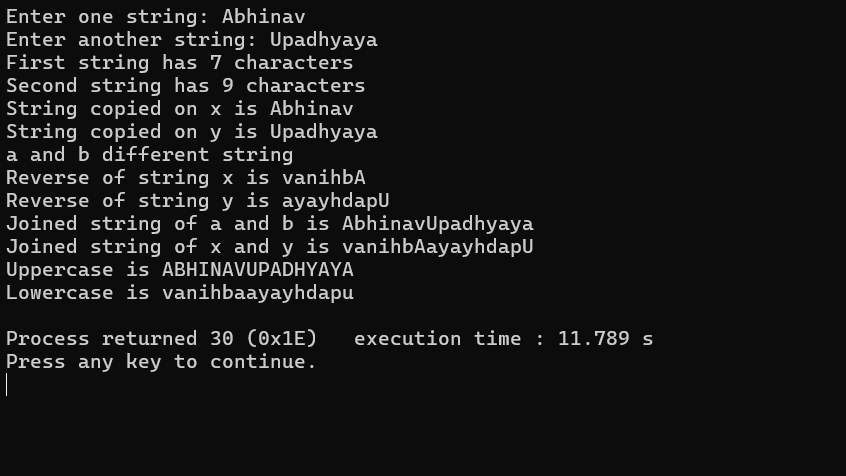 Enter one string: Abhinav
Enter another string: Upadhyaya
First string has 7 characters
Second string has 9 characters
String copied on x is Abhinav
String copied on y is Upadhyaya
a and b different string
Reverse of string x is vanihbA
Reverse of string y is ayayhdapU
Joined string of a and b is AbhinavUpadhyaya
Joined string of x and y is vanihbAayayhdapU
Uppercase is ABHINAVUPADHYAYA
Lowercase is vanihbaayayhdapu
Process returned 30 (0x1E)   execution time : 11.789 s
Press any key to continue.